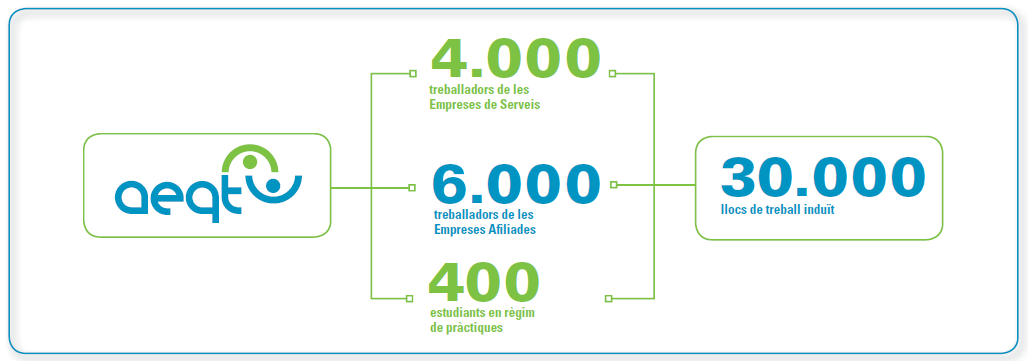 aeqt
4.000
treballadors de les
Empreses de Serveis
6.000
treballadors de les
Empreses Afiliades
400
estudiants en règim
de pràctiques
30.000
llocs de treball induït